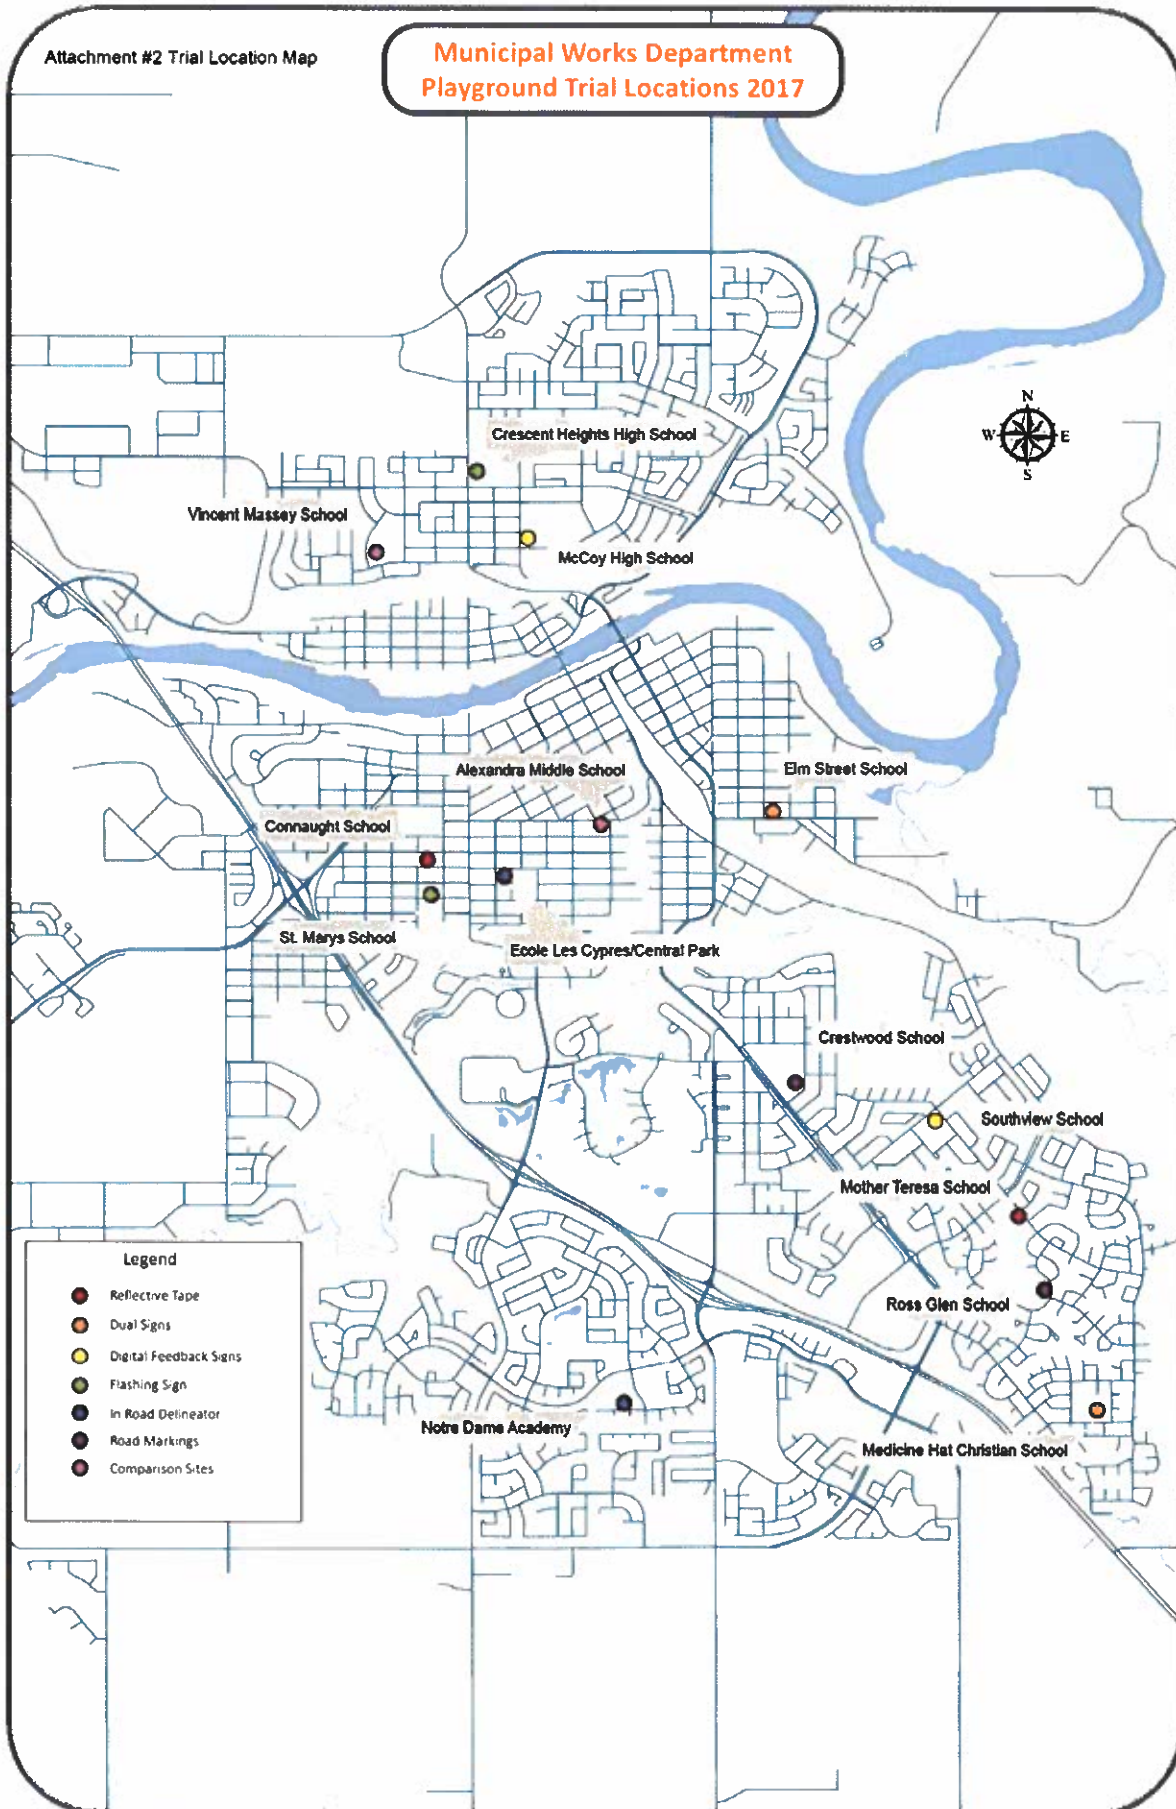 Attachment #2 Trial Location Map
Municipal Works Department
Playground Trial Locations 2017
N
W E
S
Crescent Heights High School
Vincent Massey School
McCoy High School
Alexandra Middle School
Elm Street School
Connaught School
St. Marys School
Ecole Les Cypres/Central Park
Crestwood School
Southview School
Mother Teresa School
Ross Glen School
Notre Dame Academy
Medicine Hat Christian School
Legend
Reflective Tape
Dual Signs
Digital Feedback Signs
Flashing Sign
In Road Delineator
Road Markings
Comparison Sites